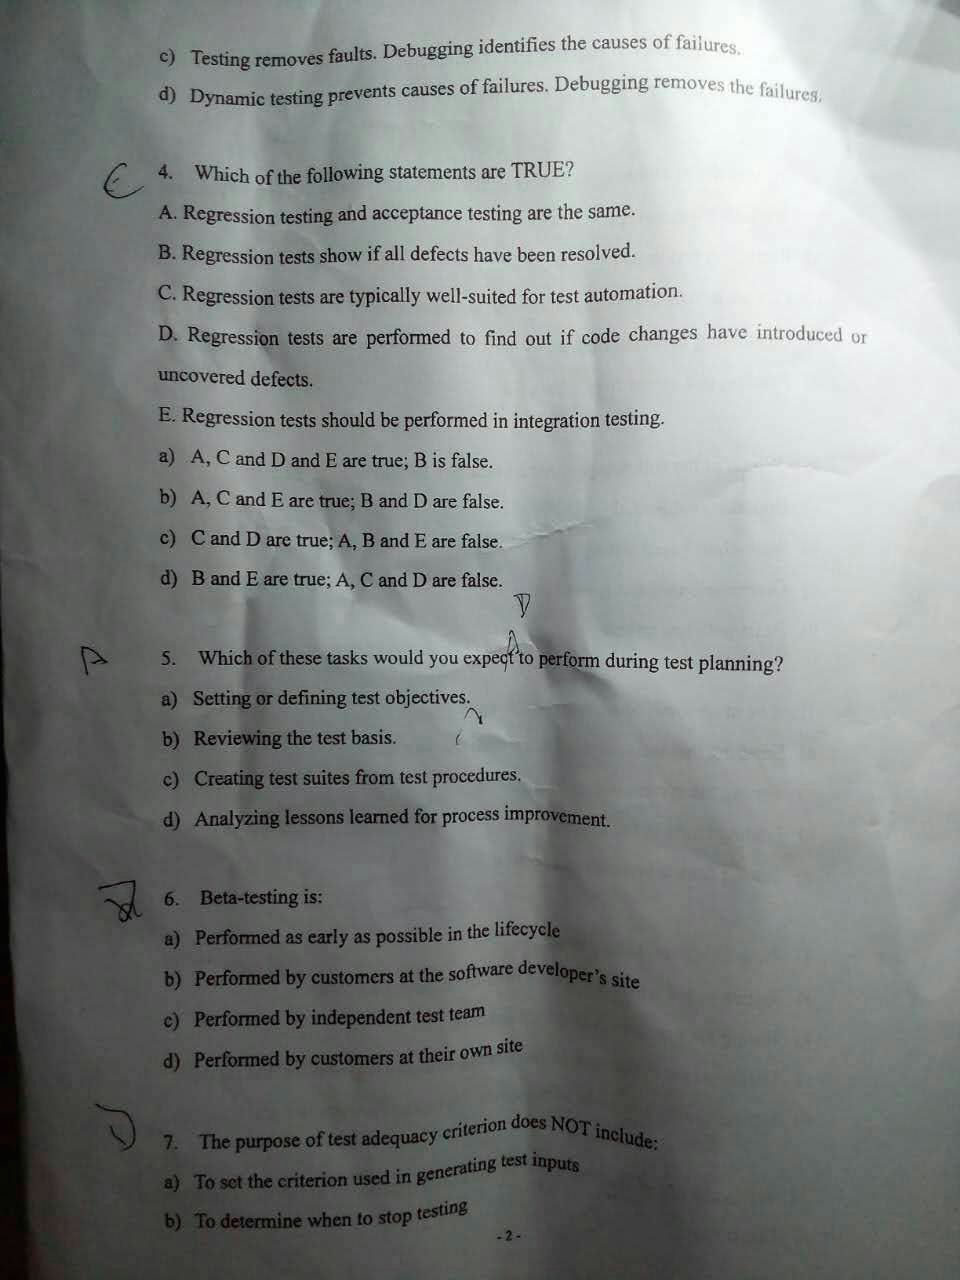 c) Testing removes faults. Debugging identifies the causes of failures.
d) Dynamic testing prevents causes of failures. Debugging removes the failures.
C 4. Which of the following statements are TRUE?
A. Regression testing and acceptance testing are the same.
B. Regression tests show if all defects have been resolved.
C. Regression tests are typically well-suited for test automation.
D. Regression tests are performed to find out if code changes have introduced or
uncovered defects.
E. Regression tests should be performed in integration testing.
a) A, C and D and E are true; B is false.
b) A, C and E are true; B and D are false.
c) C and D are true; A, B and E are false.
d) B and E are true; A, C and D are false.
A 5. Which of these tasks would you expect to perform during test planning?
a) Setting or defining test objectives.
b) Reviewing the test basis.
c) Creating test suites from test procedures.
d) Analyzing lessons learned for process improvement.
6. Beta-testing is:
a) Performed as early as possible in the lifecycle
b) Performed by customers at the software developer's site
c) Performed by independent test team
d) Performed by customers at their own site
7. The purpose of test adequacy criterion does NOT include:
a) To set the criterion used in generating test inputs
b) To determine when to stop testing
- 2 -